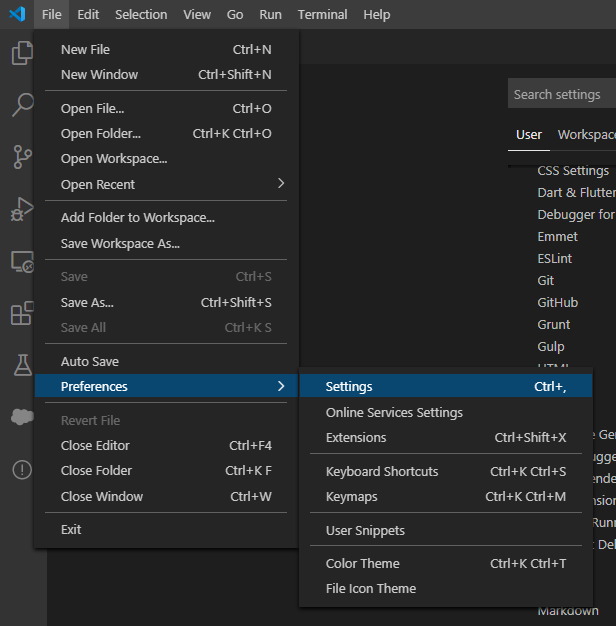 File Edit Selection View Go Run Terminal Help
New File Ctrl+N
New Window Ctrl+Shift+N
Open File... Ctrl+O
Open Folder... Ctrl+K Ctrl+O
Open Workspace...
Open Recent
Add Folder to Workspace...
Save Workspace As...
Save Ctrl+S
Save As... Ctrl+Shift+S
Save All Ctrl+K S
Auto Save
Preferences
Revert File
Close Editor Ctrl+F4
Close Folder Ctrl+K F
Close Window Ctrl+W
Exit
Settings Ctrl+,
Online Services Settings
Extensions Ctrl+Shift+X
Keyboard Shortcuts Ctrl+K Ctrl+S
Keymaps Ctrl+K Ctrl+M
User Snippets
Color Theme Ctrl+K Ctrl+T
File Icon Theme
Search settings
User Workspac
CSS Settings
Dart & Flutter
Debugger for
Emmet
ESLint
Git
GitHub
Grunt
Gulp
HTML
Markdown